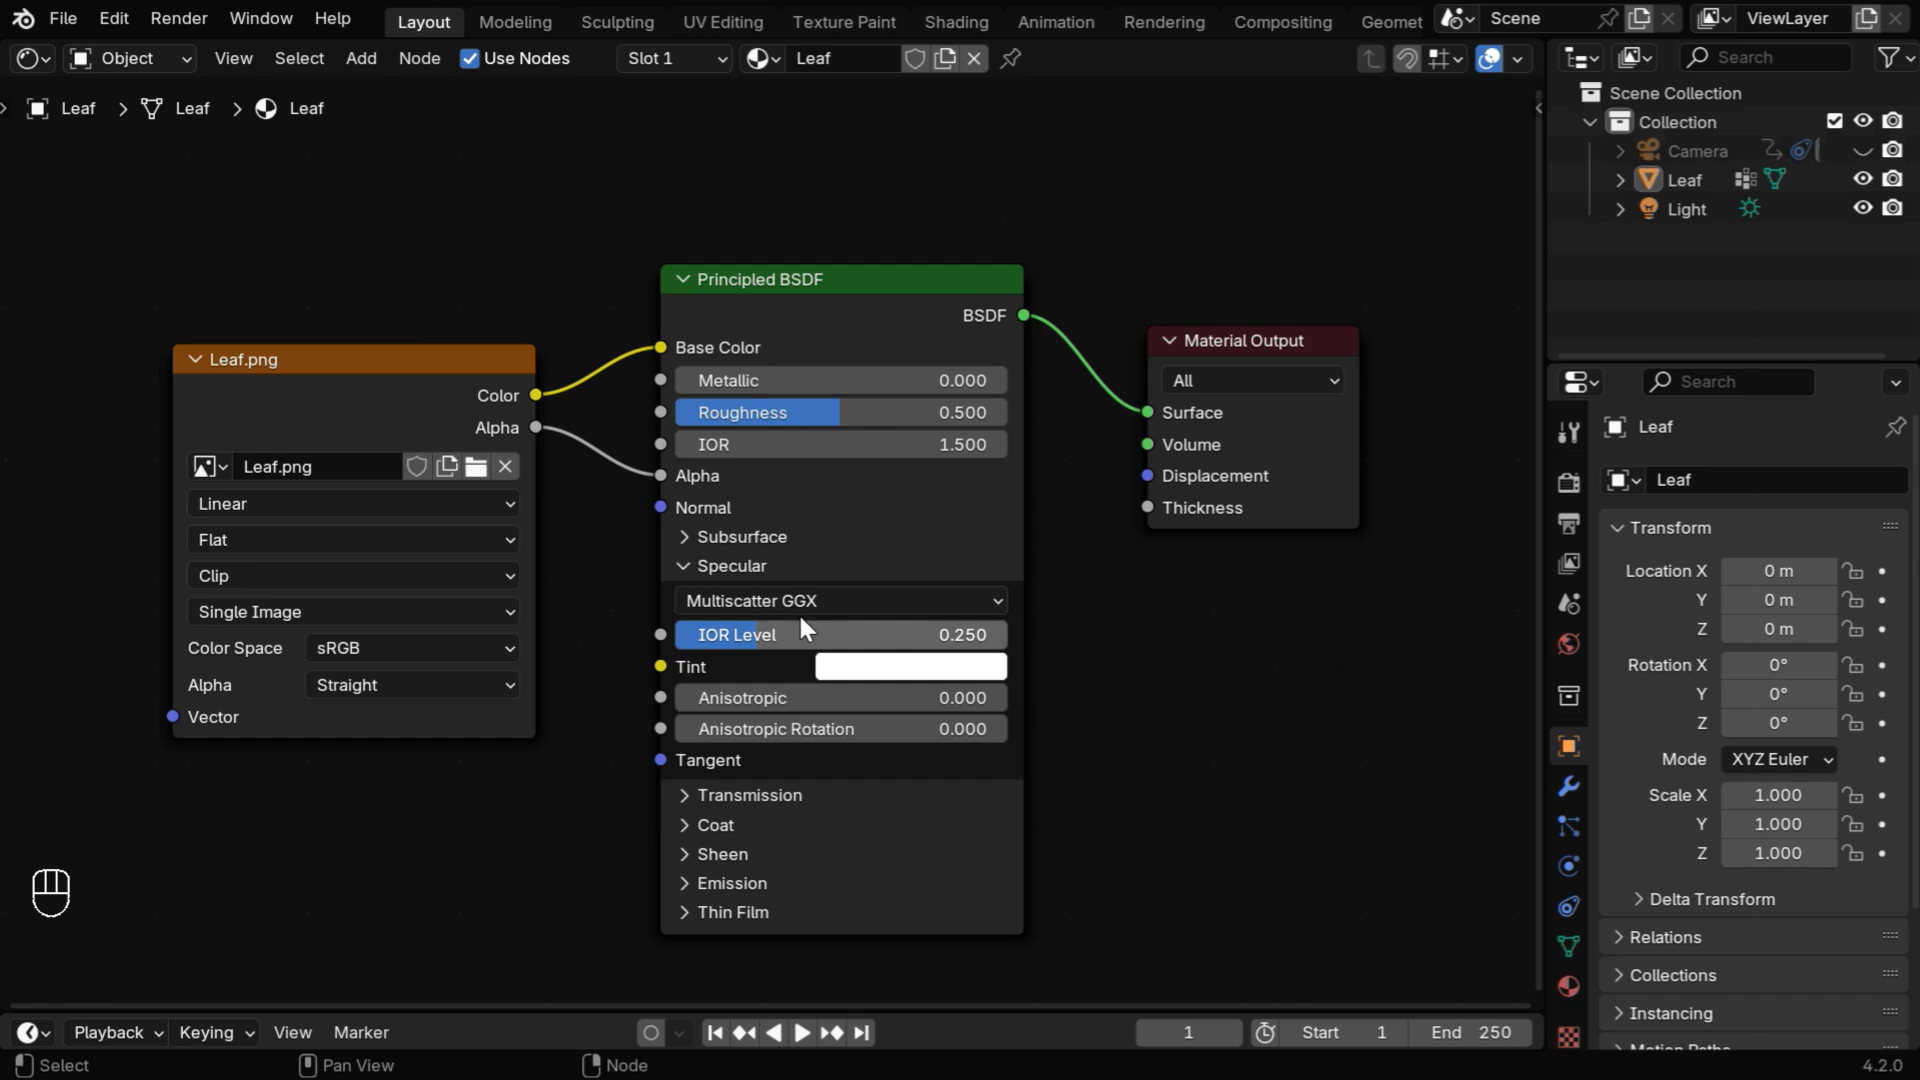 File Edit Render Window Help Layout Modeling Sculpting UV Editing Texture Paint Shading Animation Rendering Compositing Geomet Scene ViewLayer
Object View Select Add Node Use Nodes Slot 1 Leaf Search
Leaf > Leaf > Leaf
Scene Collection
Collection
Camera
Leaf
Light
Leaf.png
Color
Alpha
Leaf.png
Linear
Flat
Clip
Single Image
Color Space sRGB
Alpha Straight
Vector
Principled BSDF
BSDF
Base Color
Metallic 0.000
Roughness 0.500
IOR 1.500
Alpha
Normal
Subsurface
Specular
Multiscatter GGX
IOR Level 0.250
Tint
Anisotropic 0.000
Anisotropic Rotation 0.000
Tangent
Transmission
Coat
Sheen
Emission
Thin Film
Material Output
All
Surface
Volume
Displacement
Thickness
Search
Leaf
Leaf
Transform
Location X 0 m
Y 0 m
Z 0 m
Rotation X 0°
Y 0°
Z 0°
Mode XYZ Euler
Scale X 1.000
Y 1.000
Z 1.000
Delta Transform
Relations
Collections
Instancing
Motion Paths
Playback Keying View Marker 1 Start 1 End 250
Select Pan View Node 4.2.0